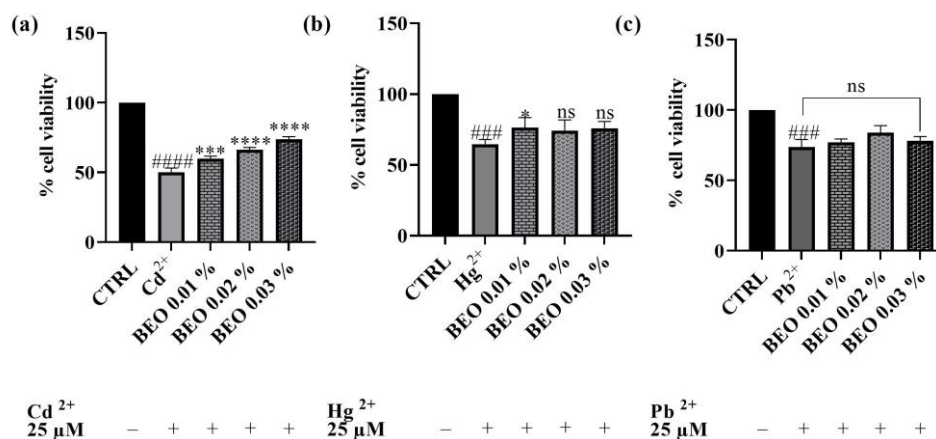 (a)
% cell viability
150
100
50
0
####
***
****
****
CTRL
Cd²⁺
BEO 0.01 %
BEO 0.02 %
BEO 0.03 %
Cd ²⁺
25 µM – + + + +
(b)
% cell viability
150
100
50
0
###
*
ns
ns
CTRL
Hg²⁺
BEO 0.01 %
BEO 0.02 %
BEO 0.03 %
Hg ²⁺
25 µM – + + + +
(c)
% cell viability
150
100
50
0
###
ns
CTRL
Pb²⁺
BEO 0.01 %
BEO 0.02 %
BEO 0.03 %
Pb ²⁺
25 µM – + + + +